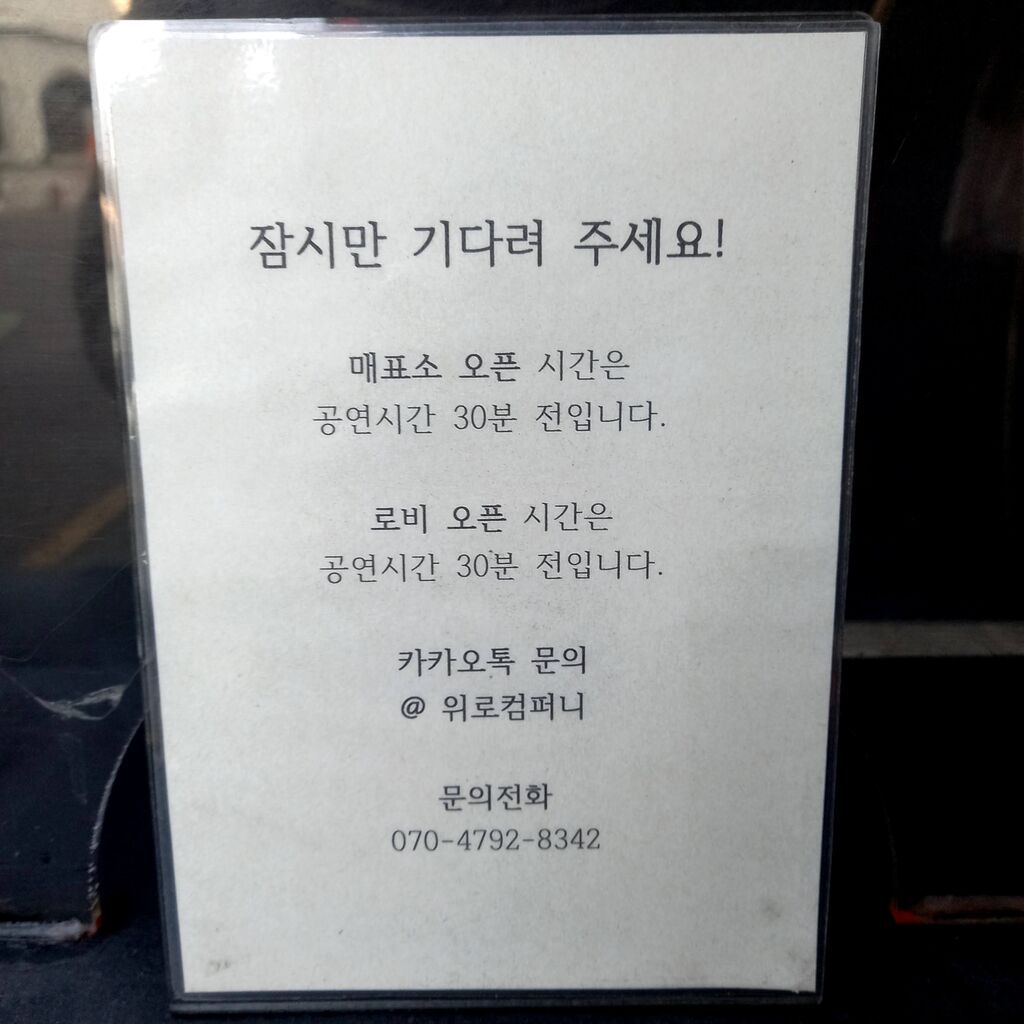 잠시만 기다려 주세요!
매표소 오픈 시간은
공연시간 30분 전입니다.
로비 오픈 시간은
공연시간 30분 전입니다.
카카오톡 문의
@ 위로컴퍼니
문의전화
070-4792-8342